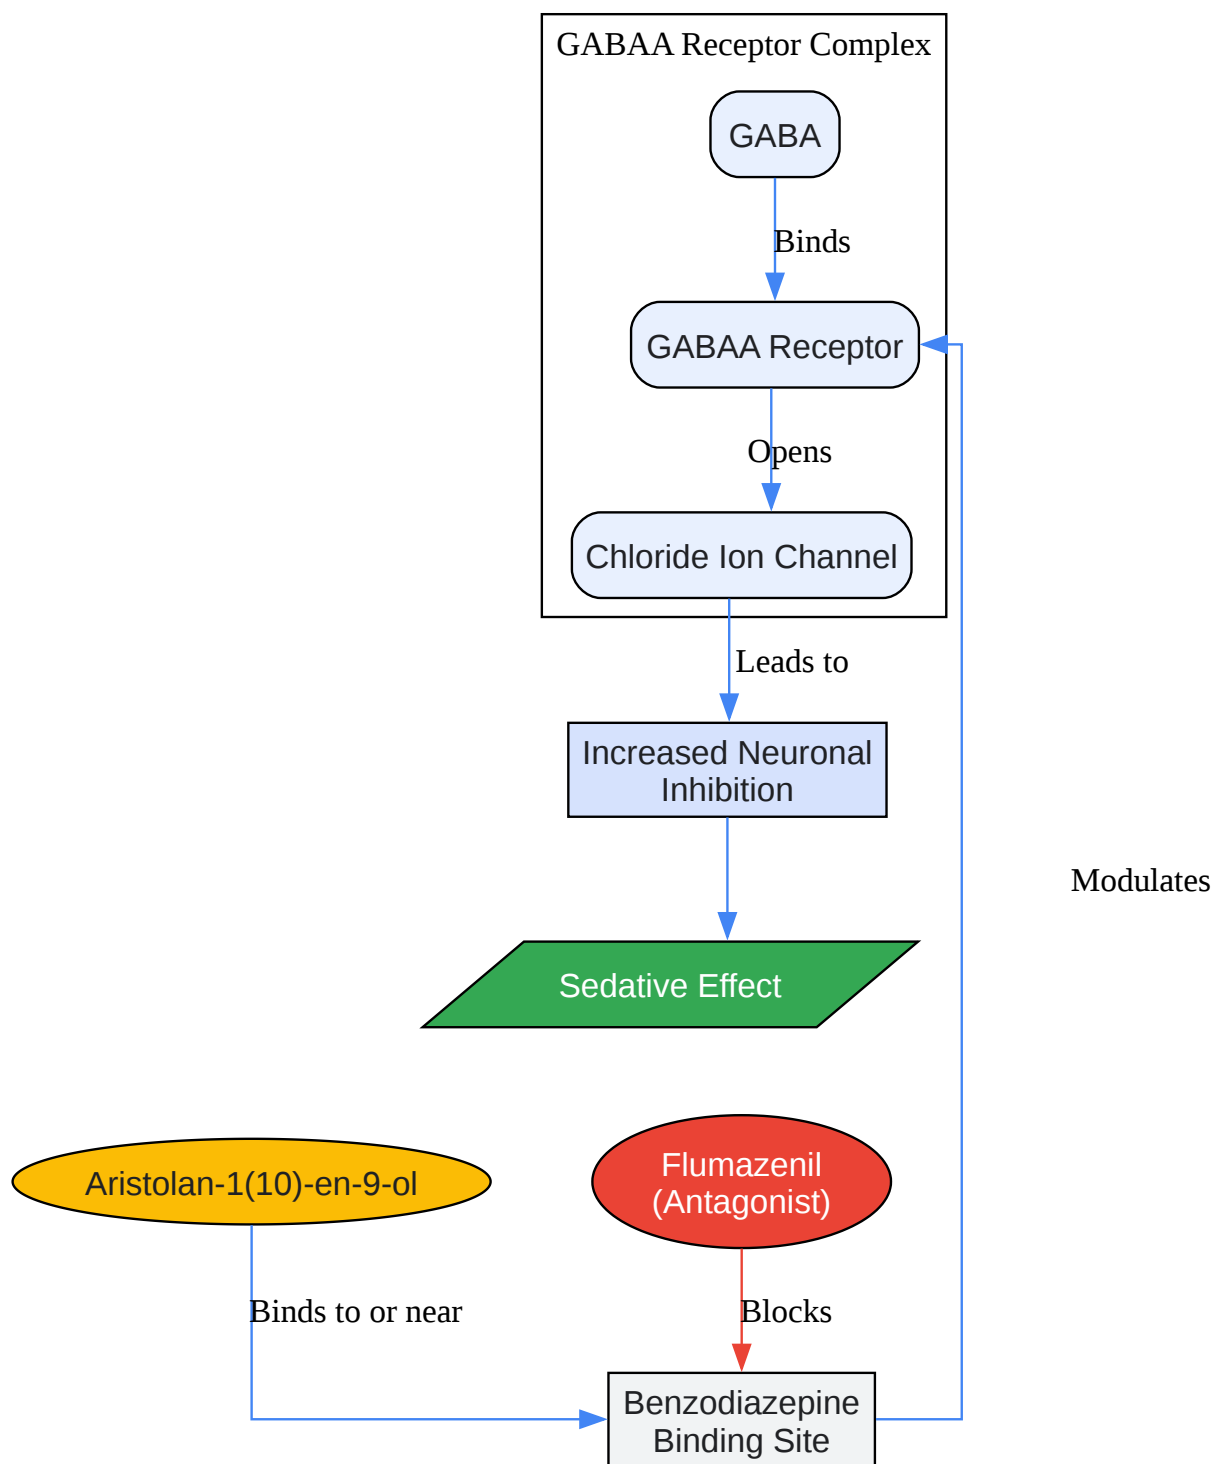 GABAA Receptor Complex
GABA
Binds
GABAA Receptor
Opens
Chloride Ion Channel
Leads to
Increased Neuronal
Inhibition
Modulates
Sedative Effect
Aristolan-1(10)-en-9-ol
Flumazenil
(Antagonist)
Binds to or near
Blocks
Benzodiazepine
Binding Site